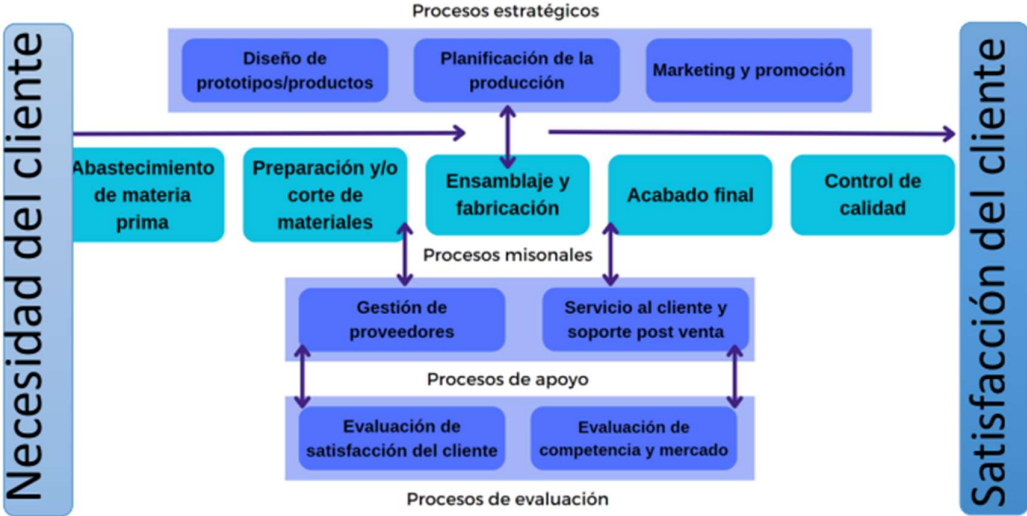 Procesos estratégicos
Necesidad del cliente
Diseño de
prototipos/productos
Planificación de la
producción
Marketing y promoción
Abastecimiento
de materia
prima
Preparación y/o
corte de
materiales
Ensamblaje y
fabricación
Acabado final
Control de
calidad
Procesos misonales
Gestión de
proveedores
Servicio al cliente y
soporte post venta
Procesos de apoyo
Evaluación de
satisfacción del cliente
Evaluación de
competencia y mercado
Procesos de evaluación
Satisfacción del cliente